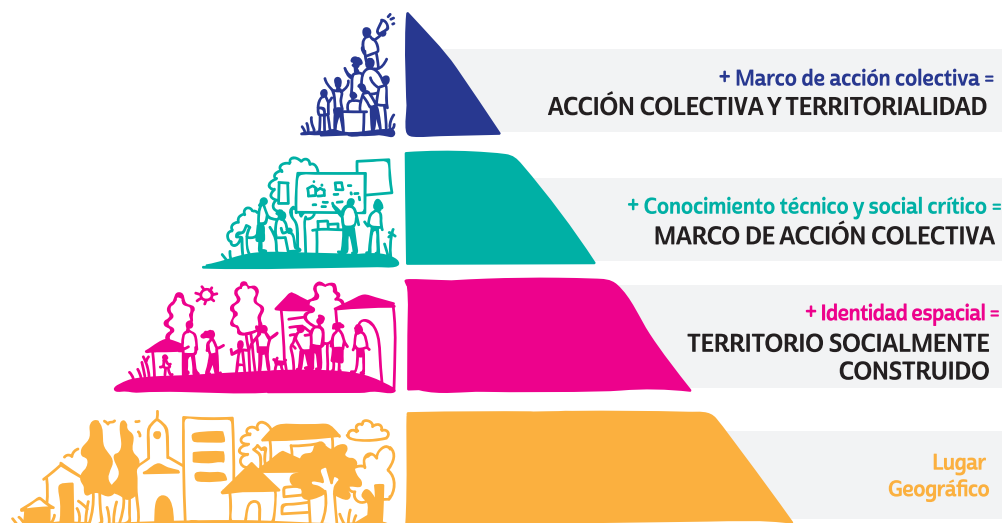 + Marco de acción colectiva =
ACCIÓN COLECTIVA Y TERRITORIALIDAD
+ Conocimiento técnico y social crítico =
MARCO DE ACCIÓN COLECTIVA
+ Identidad espacial =
TERRITORIO SOCIALMENTE
CONSTRUIDO
Lugar
Geográfico